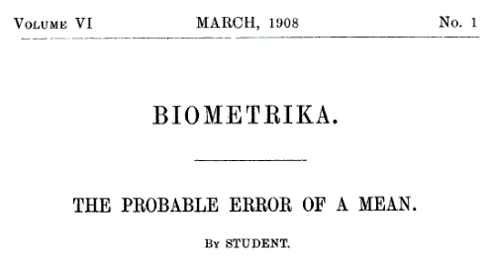 VOLUME VI MARCH, 1908 No. 1
BIOMETRIKA.
THE PROBABLE ERROR OF A MEAN.
BY STUDENT.